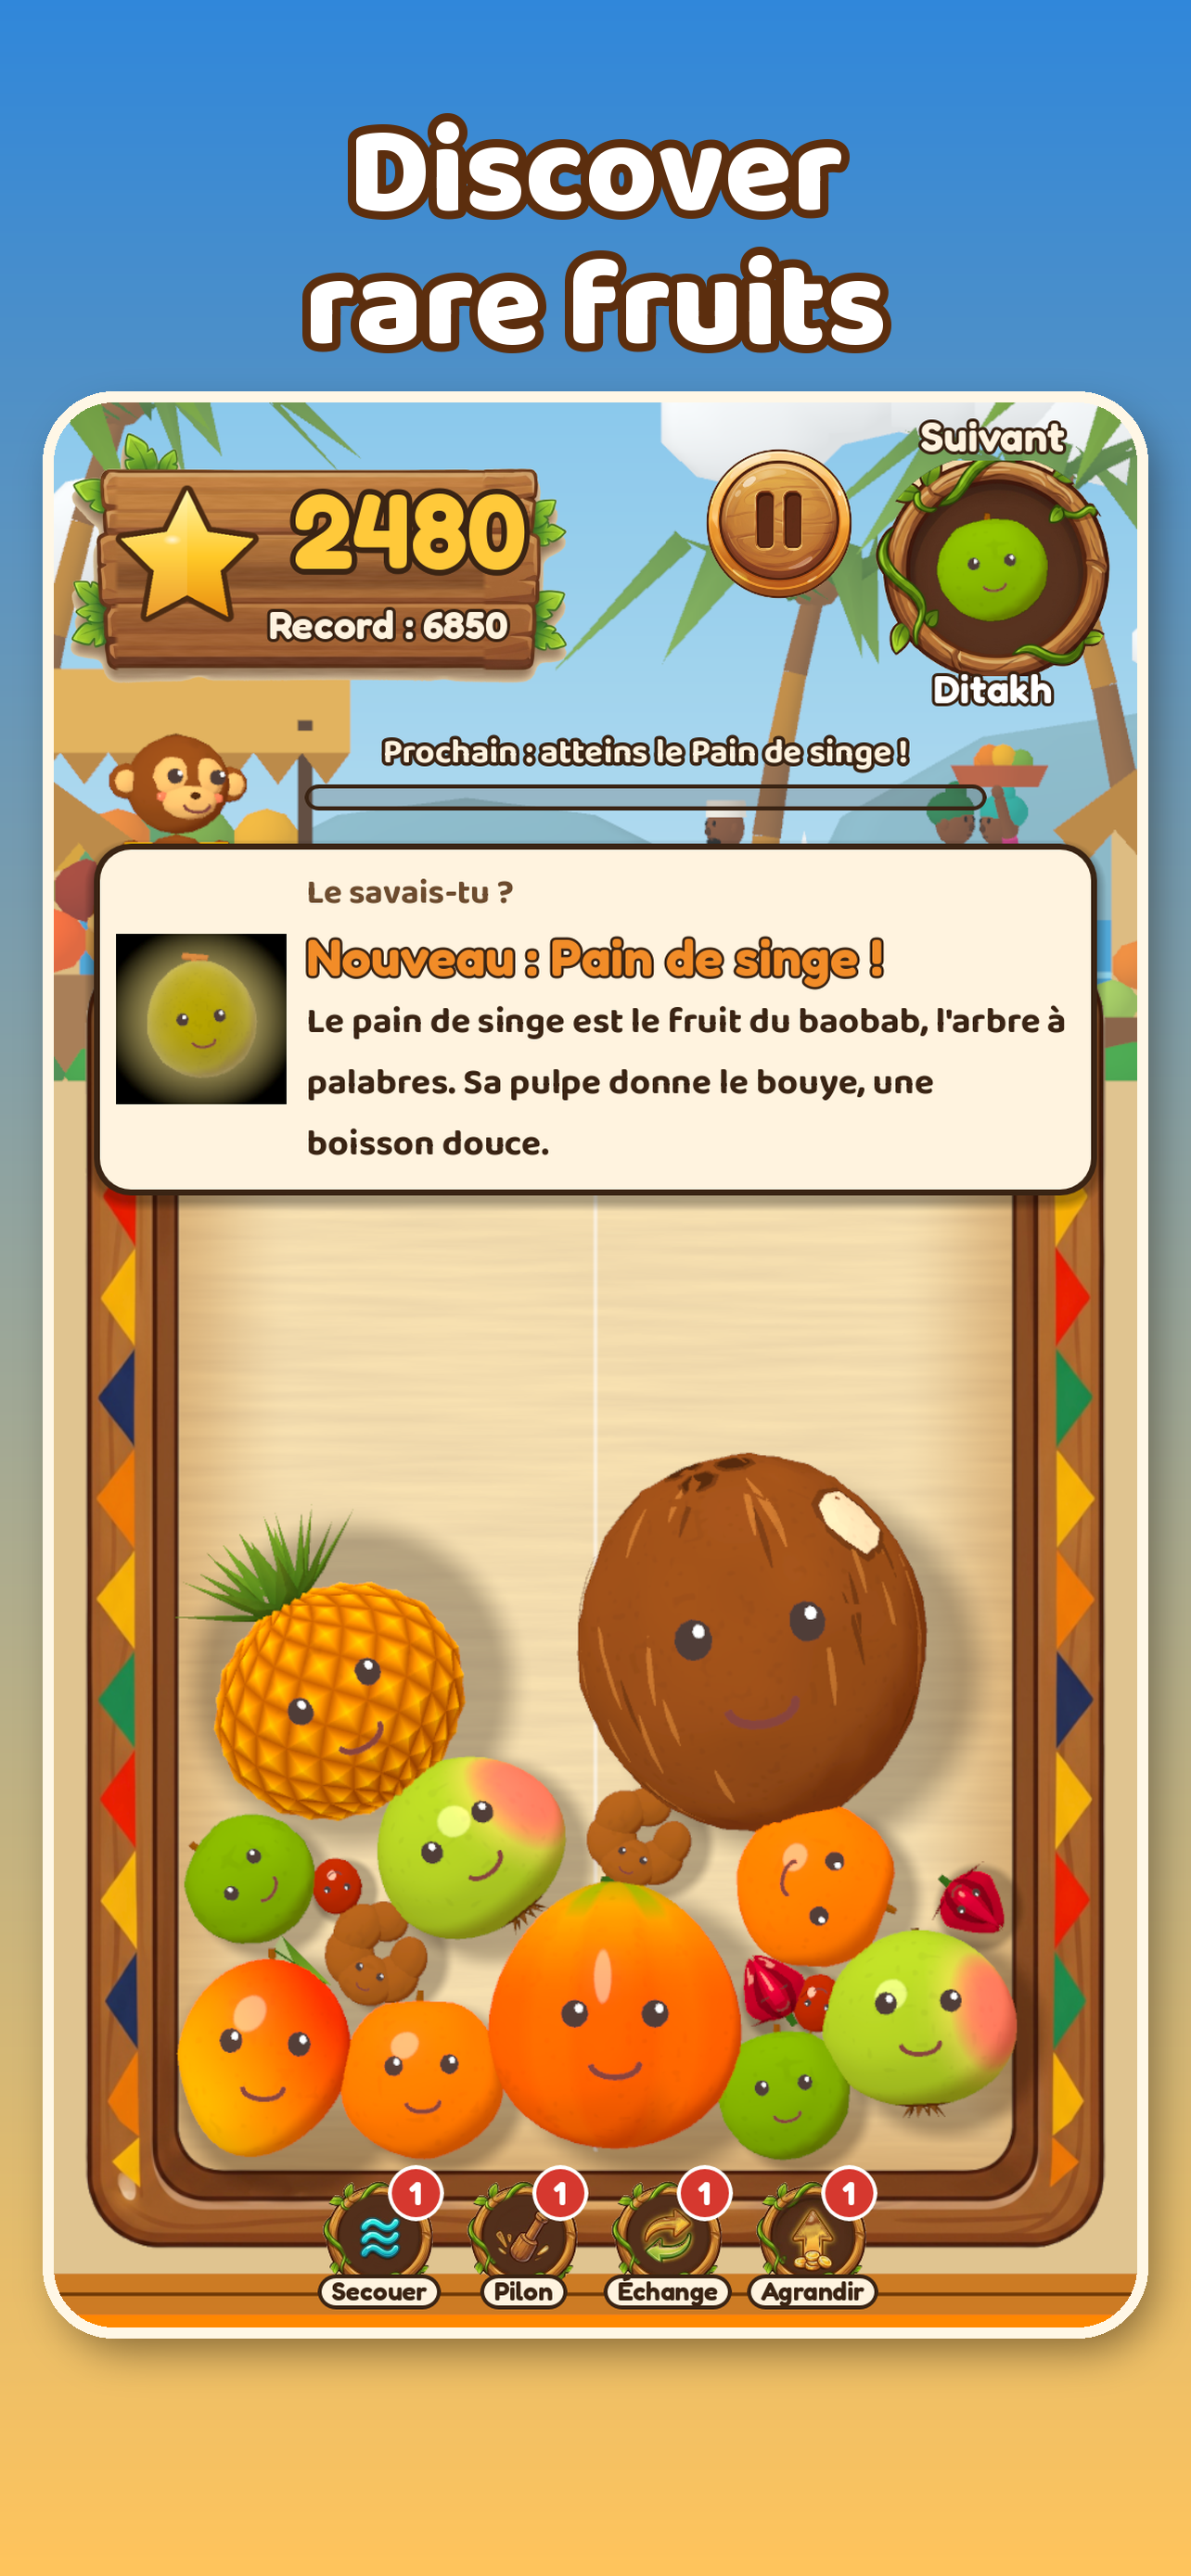 Discover
rare fruits
Suivant
2480
Record : 6850
Ditakh
Prochain : atteins le Pain de singe !
Le savais-tu ?
Nouveau : Pain de singe !
Le pain de singe est le fruit du baobab, l'arbre à
palabres. Sa pulpe donne le bouye, une
boisson douce.
1 1 1 1
Secouer Pilon Échange Agrandir